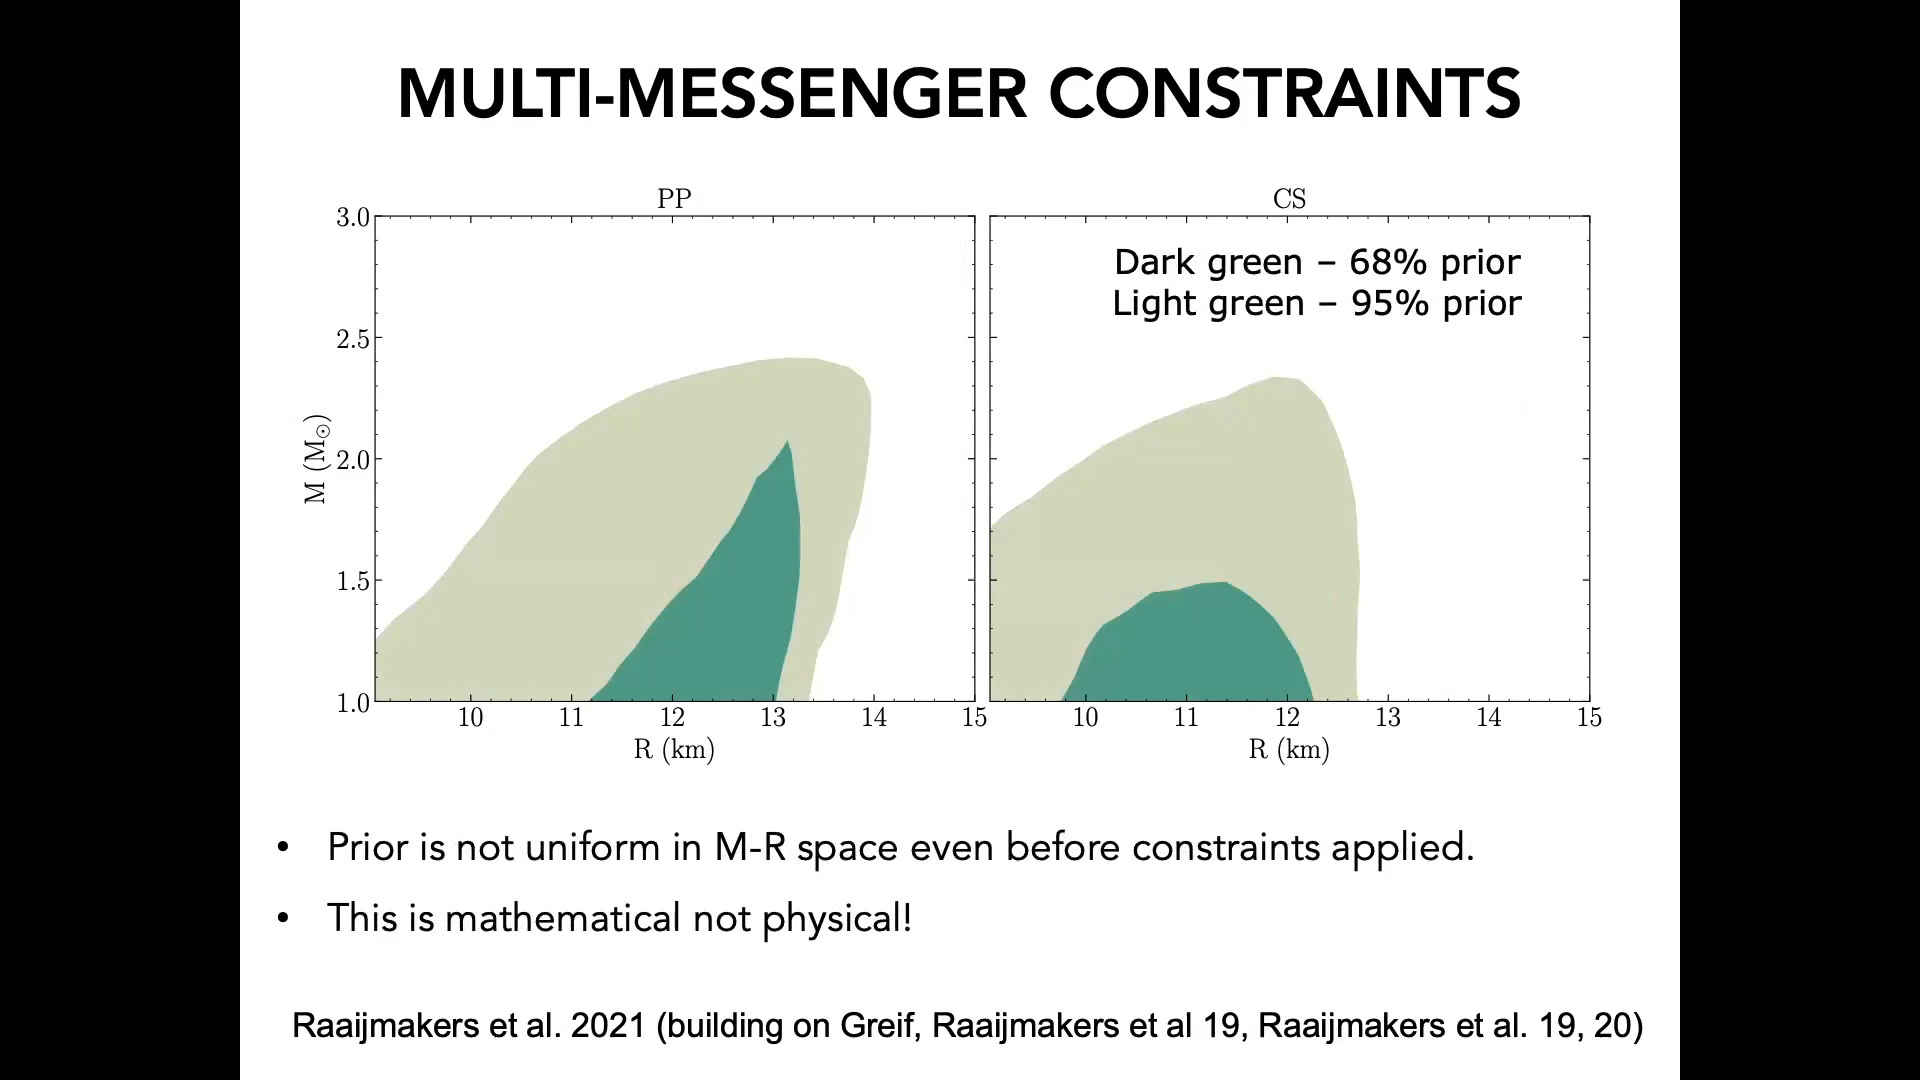 MULTI-MESSENGER CONSTRAINTS
PP
CS
Dark green – 68% prior
Light green – 95% prior
3.0
2.5
2.0
1.5
1.0
M (M⊙)
10 11 12 13 14 15
10 11 12 13 14 15
R (km)
R (km)
• Prior is not uniform in M-R space even before constraints applied.
• This is mathematical not physical!
Raaijmakers et al. 2021 (building on Greif, Raaijmakers et al 19, Raaijmakers et al. 19, 20)